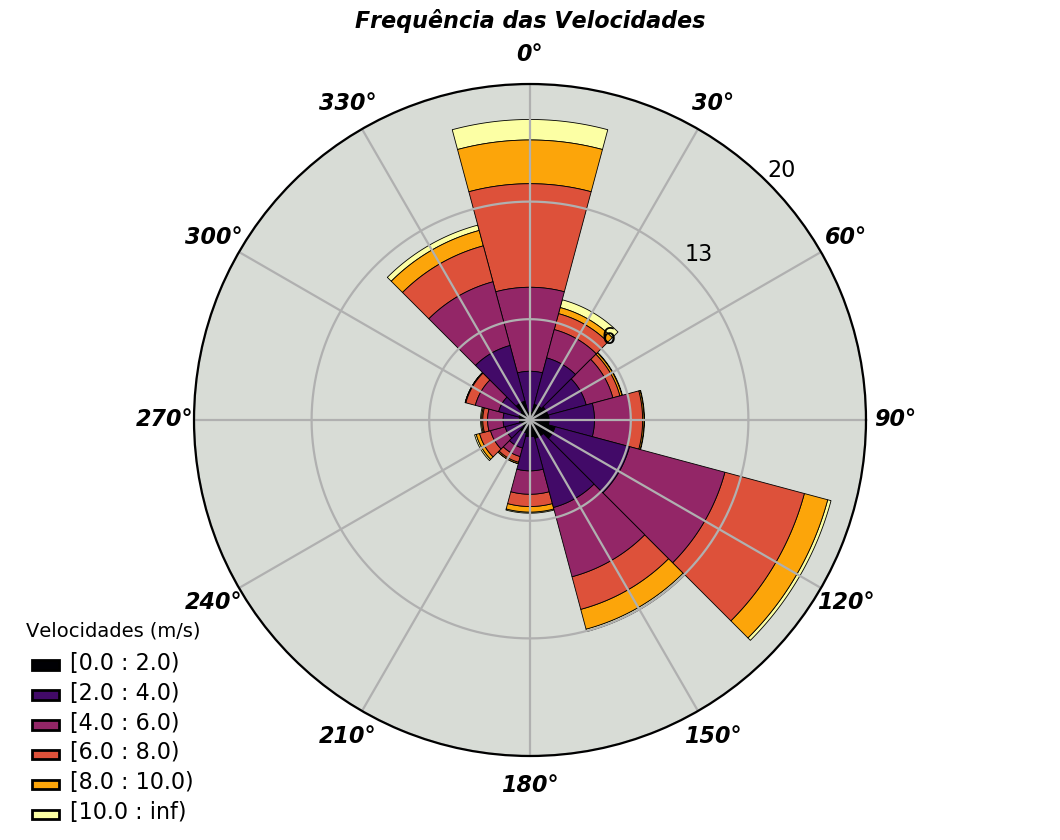 Frequência das Velocidades
0°
330°
30°
20
300°
60°
13
6
270°
90°
240°
120°
210°
150°
180°
Velocidades (m/s)
[0.0 : 2.0)
[2.0 : 4.0)
[4.0 : 6.0)
[6.0 : 8.0)
[8.0 : 10.0)
[10.0 : inf)